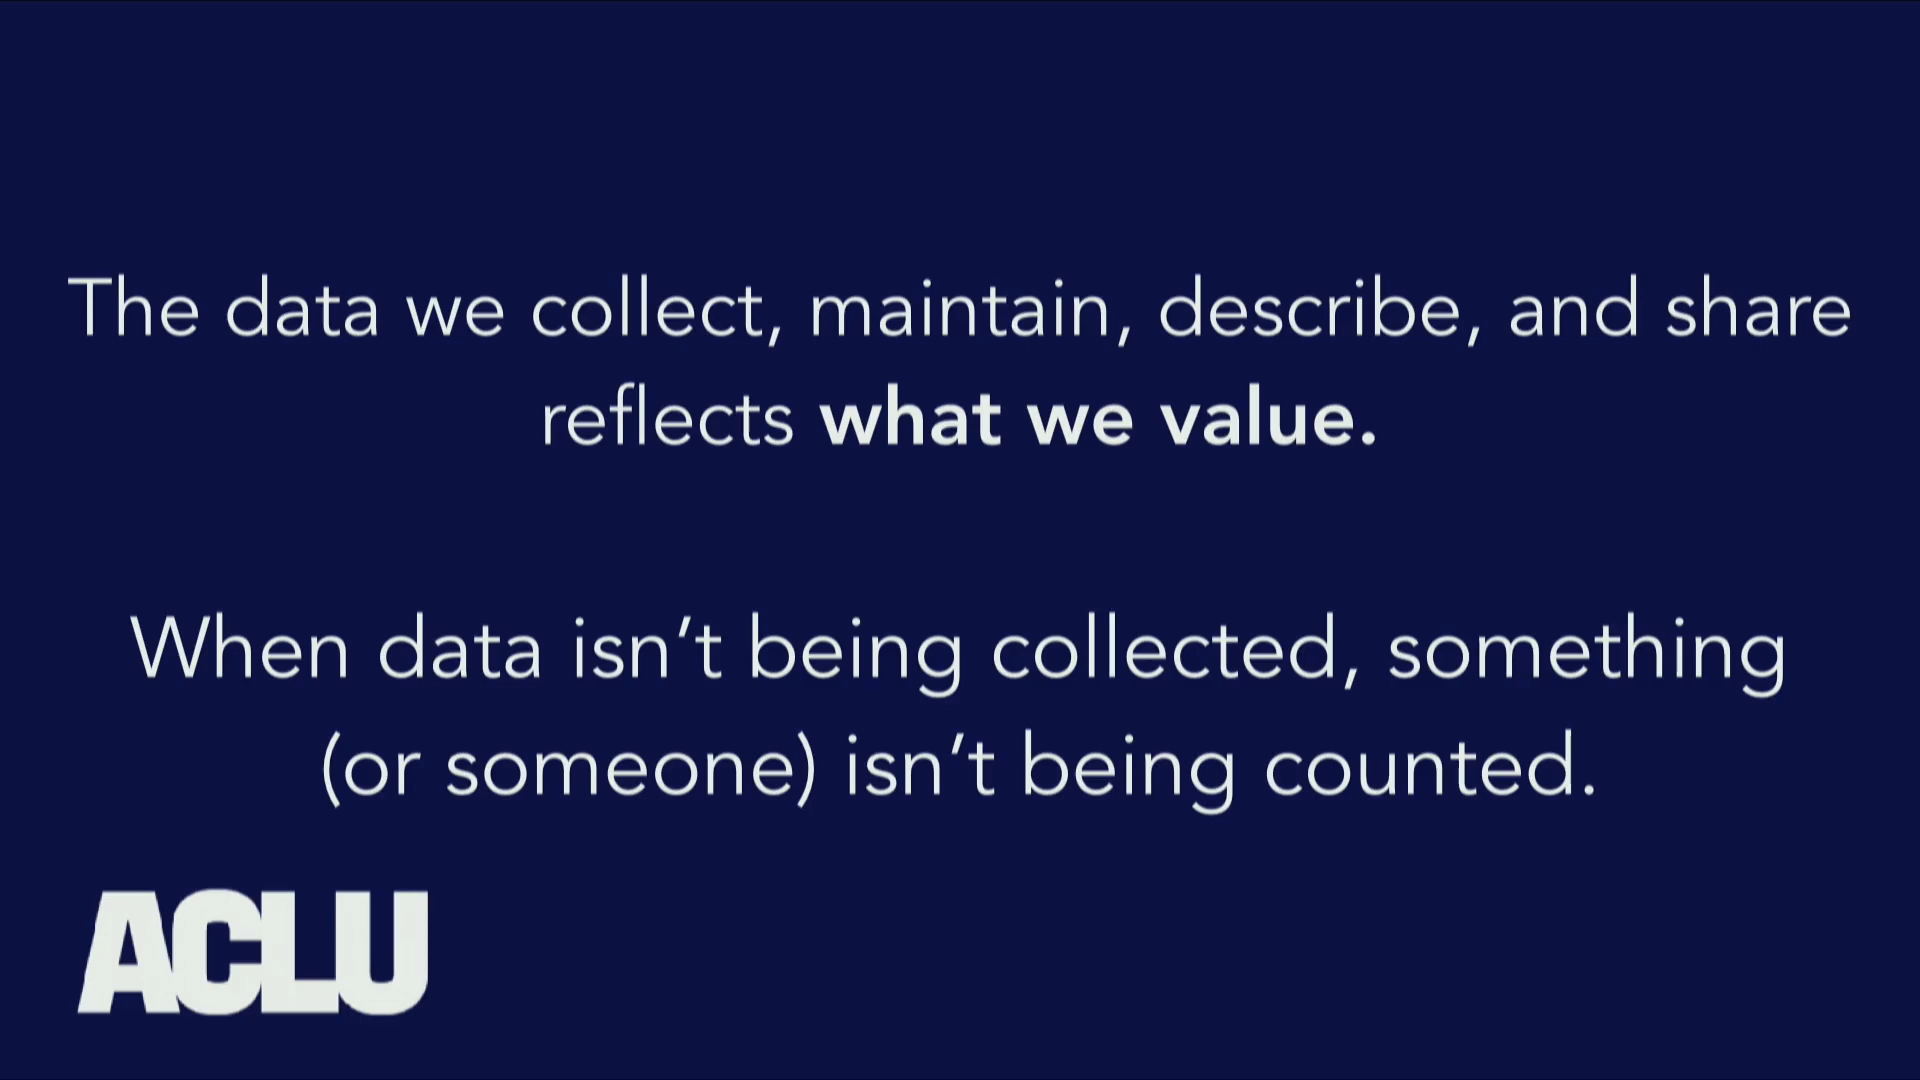 The data we collect, maintain, describe, and share
reflects what we value.
When data isn’t being collected, something
(or someone) isn’t being counted.
ACLU